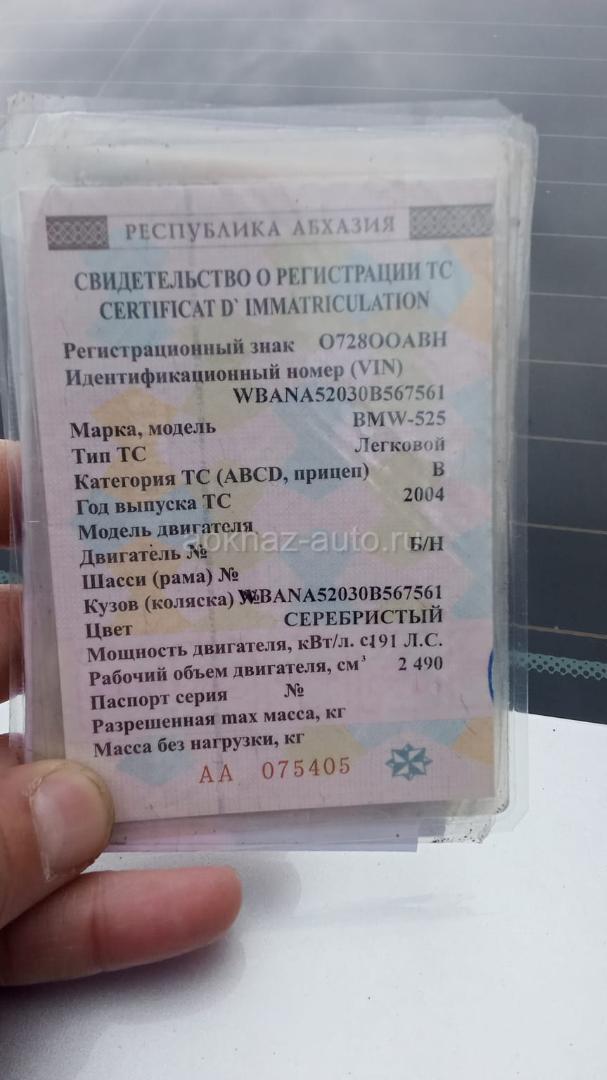 РЕСПУБЛИКА АБХАЗИЯ
СВИДЕТЕЛЬСТВО О РЕГИСТРАЦИИ ТС
CERTIFICAT D` IMMATRICULATION
Регистрационный знак О728ООАВН
Идентификационный номер (VIN)
WBANA52030B567561
Марка, модель BMW-525
Тип ТС Легковой
Категория ТС (ABCD, прицеп) B
Год выпуска ТС 2004
Модель двигателя
abkhaz-auto.ru
Двигатель № Б/Н
Шасси (рама) №
Кузов (коляска) № WBANA52030B567561
Цвет СЕРЕБРИСТЫЙ
Мощность двигателя, кВт/л. с. 191 Л.С.
Рабочий объем двигателя, см³ 2 490
Паспорт серия №
Разрешенная max масса, кг
Масса без нагрузки, кг
АА 075405